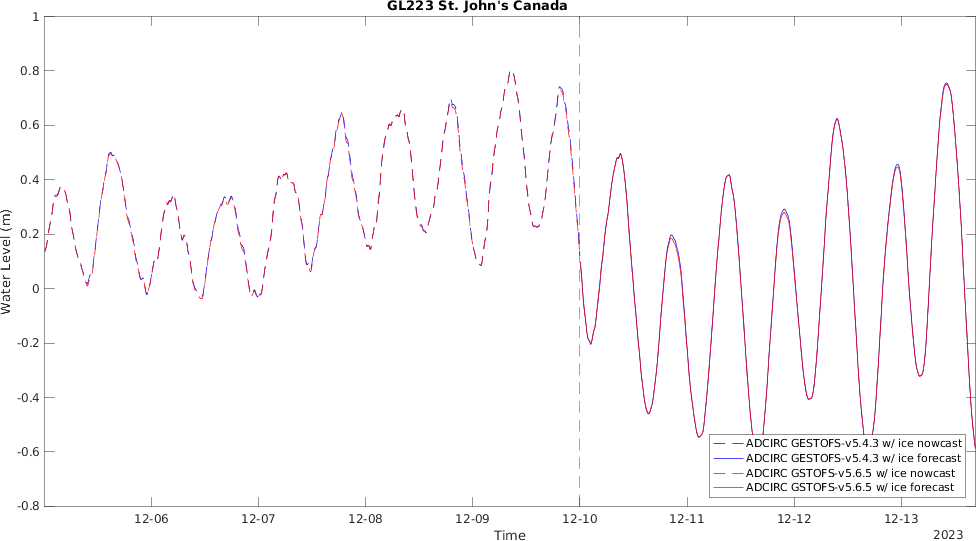 GL223 St. John's Canada
1
0.8
0.6
0.4
0.2
0
-0.2
-0.4
-0.6
-0.8
Water Level (m)
ADCIRC GESTOFS-v5.4.3 w/ ice nowcast
ADCIRC GESTOFS-v5.4.3 w/ ice forecast
ADCIRC GSTOFS-v5.6.5 w/ ice nowcast
ADCIRC GSTOFS-v5.6.5 w/ ice forecast
12-06 12-07 12-08 12-09 12-10 12-11 12-12 12-13
Time
2023